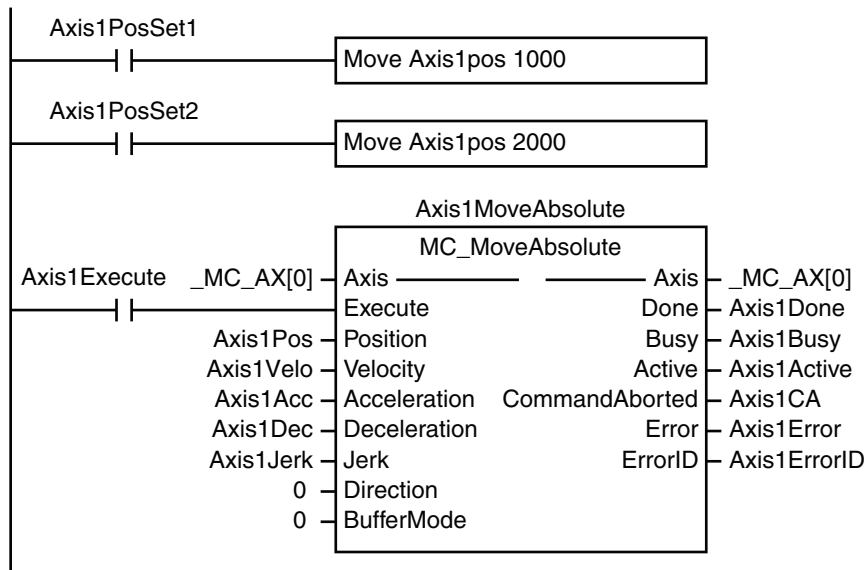 Axis1PosSet1
Move Axis1pos 1000
Axis1PosSet2
Move Axis1pos 2000
Axis1MoveAbsolute
MC_MoveAbsolute
Axis1Execute _MC_AX[0] Axis Axis _MC_AX[0]
Execute Done Axis1Done
Axis1Pos Position Busy Axis1Busy
Axis1Velo Velocity Active Axis1Active
Axis1Acc Acceleration CommandAborted Axis1CA
Axis1Dec Deceleration Error Axis1Error
Axis1Jerk Jerk ErrorID Axis1ErrorID
0 Direction
0 BufferMode